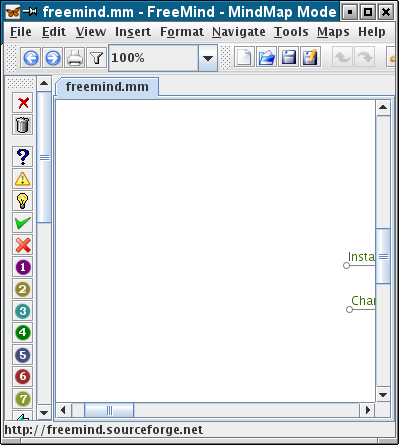 freemind.mm - FreeMind - MindMap Mode
File Edit View Insert Format Navigate Tools Maps Help
100%
freemind.mm
?
!
1
2
3
4
5
6
7
Insta
Char
http://freemind.sourceforge.net